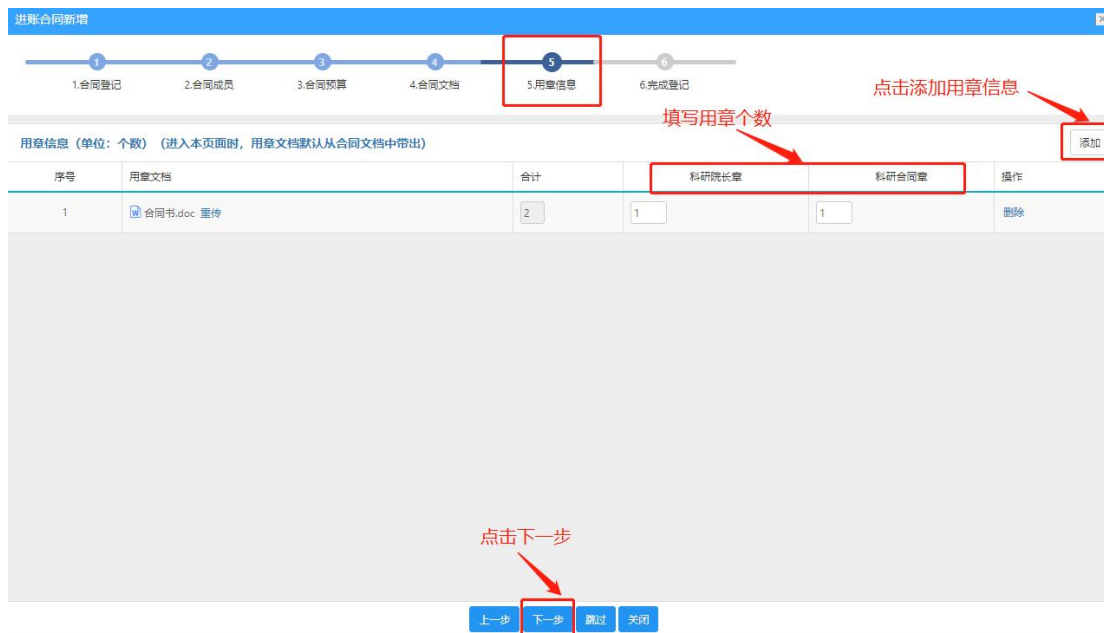 进账合同新增
1 2 3 4 5 6
1.合同登记 2.合同成员 3.合同预算 4.合同文档 5.用章信息 6.完成登记
点击添加用章信息
填写用章个数
用章信息（单位：个数）（进入本页面时，用章文档默认从合同文档中带出） 添加
序号 用章文档 合计 科研院长章 科研合同章 操作
1 合同书.doc 重传 2 1 1 删除
点击下一步
上一步 下一步 跳过 关闭